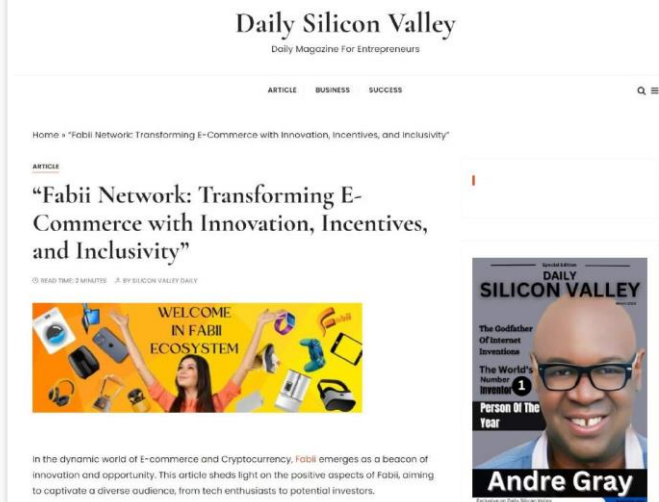 Daily Silicon Valley
Daily Magazine For Entrepreneurs
ARTICLE BUSINESS SUCCESS
Home » "Fabii Network: Transforming E-Commerce with Innovation, Incentives, and Inclusivity"
ARTICLE
“Fabii Network: Transforming E-
Commerce with Innovation, Incentives,
and Inclusivity”
READ TIME: 2 MINUTES BY SILICON VALLEY DAILY
WELCOME
IN FABII
ECOSYSTEM
In the dynamic world of E-commerce and Cryptocurrency, Fabii emerges as a beacon of
innovation and opportunity. This article sheds light on the positive aspects of Fabii, aiming
to captivate a diverse audience, from tech enthusiasts to potential investors.
Special Edition
DAILY
SILICON VALLEY
The Godfather
Of Internet
Inventions
The World's
Number 1
Inventor
Person Of The
Year
Andre Gray